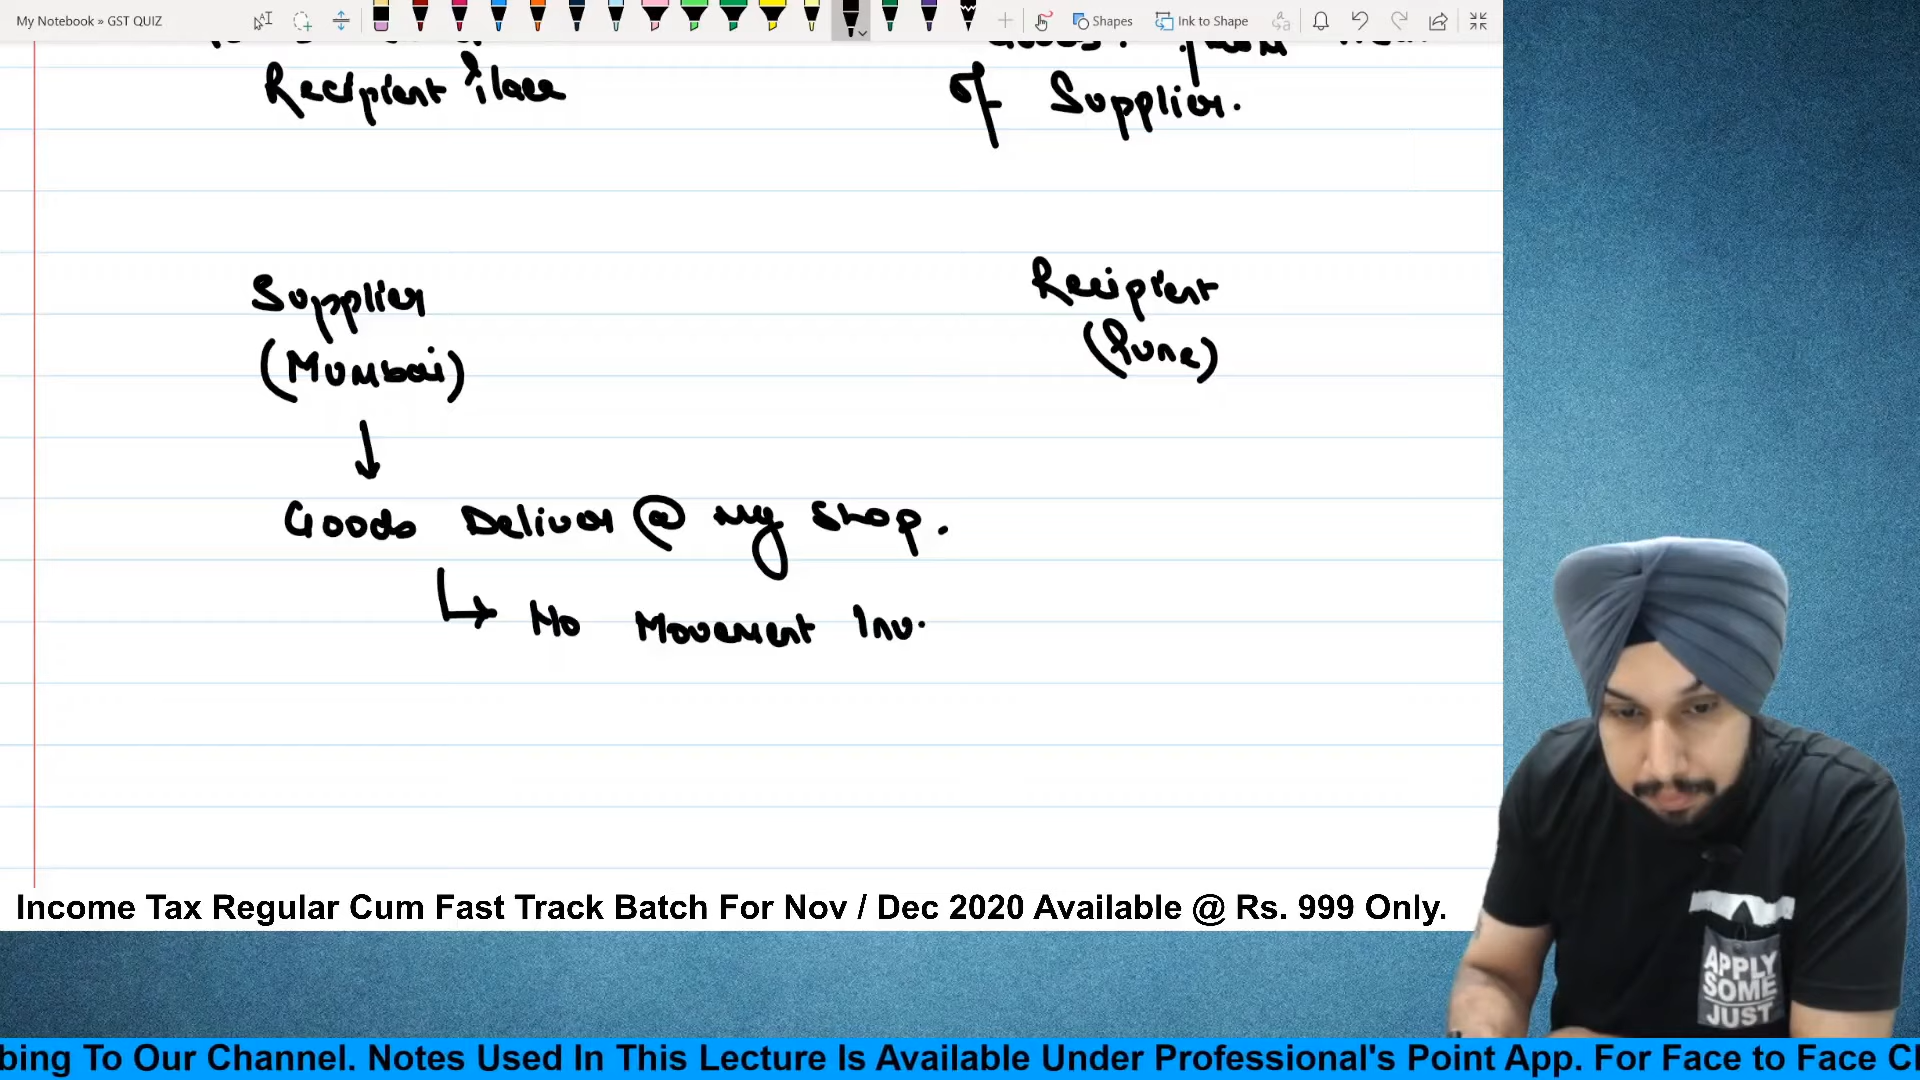 My Notebook » GST QUIZ
Shapes
Ink to Shape
Recipient Place
of Supplier.
Supplier
(Mumbai)
Recipient
(Pune)
Goods Deliver @ My Shop.
No Movement Inv.
Income Tax Regular Cum Fast Track Batch For Nov / Dec 2020 Available @ Rs. 999 Only.
APPLY
SOME
JUST
bing To Our Channel. Notes Used In This Lecture Is Available Under Professional's Point App. For Face to Face Cl